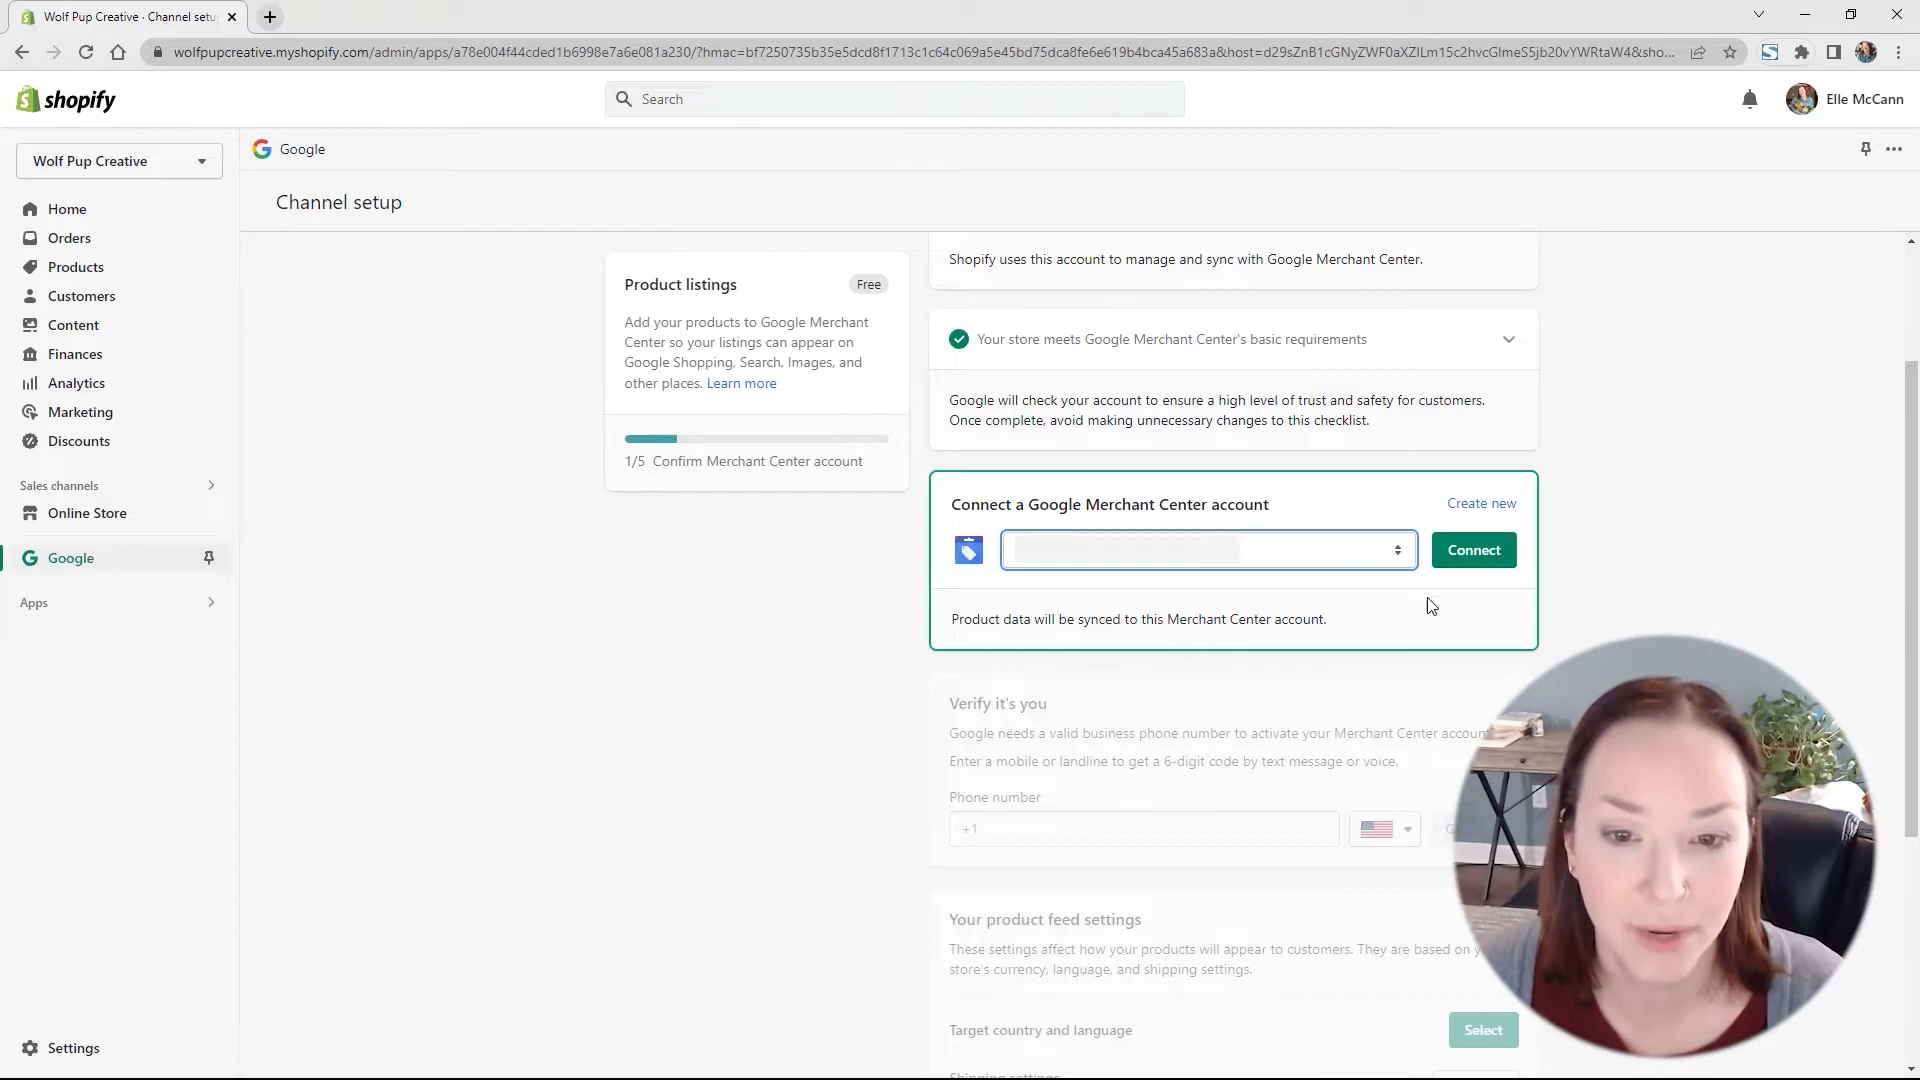 Wolf Pup Creative · Channel setu
wolfpupcreative.myshopify.com/admin/apps/a78e004f44cded1b6998e7a6e081a230/?hmac=bf7250735b35e5dcd8f1713c1c64c069a5e45bd75dca8fe6e619b4bca45a683a&host=d29sZnB1cGNyZWF0aXZlLm15c2hvcGlmeS5jb20vYWRtaW4&sho...
shopify
Search
Elle McCann
Wolf Pup Creative
Google
Channel setup
Home
Orders
Products
Customers
Content
Finances
Analytics
Marketing
Discounts
Sales channels
Online Store
Google
Apps
Settings
Product listings
Free
Add your products to Google Merchant
Center so your listings can appear on
Google Shopping, Search, Images, and
other places. Learn more
1/5 Confirm Merchant Center account
Shopify uses this account to manage and sync with Google Merchant Center.
Your store meets Google Merchant Center's basic requirements
Google will check your account to ensure a high level of trust and safety for customers.
Once complete, avoid making unnecessary changes to this checklist.
Connect a Google Merchant Center account
Create new
Connect
Product data will be synced to this Merchant Center account.
Verify it's you
Google needs a valid business phone number to activate your Merchant Center accoun
Enter a mobile or landline to get a 6-digit code by text message or voice.
Phone number
+1
G
Your product feed settings
These settings affect how your products will appear to customers. They are based on y
store's currency, language, and shipping settings.
Target country and language
Select
Shipping settings